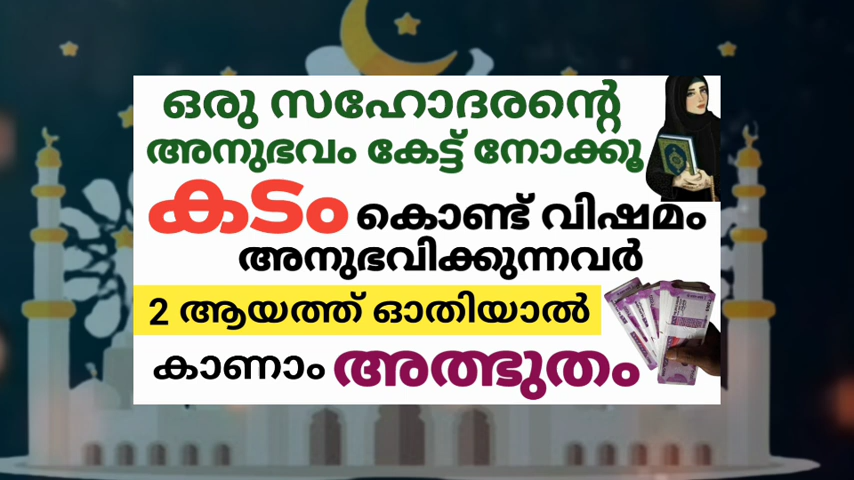 ഒരു സഹോദരന്റെ
അനുഭവം കേട്ട് നോക്കൂ
കടം കൊണ്ട് വിഷമം
അനുഭവിക്കുന്നവർ
2 ആയത്ത് ഓതിയാൽ
കാണാം അത്ഭുതം